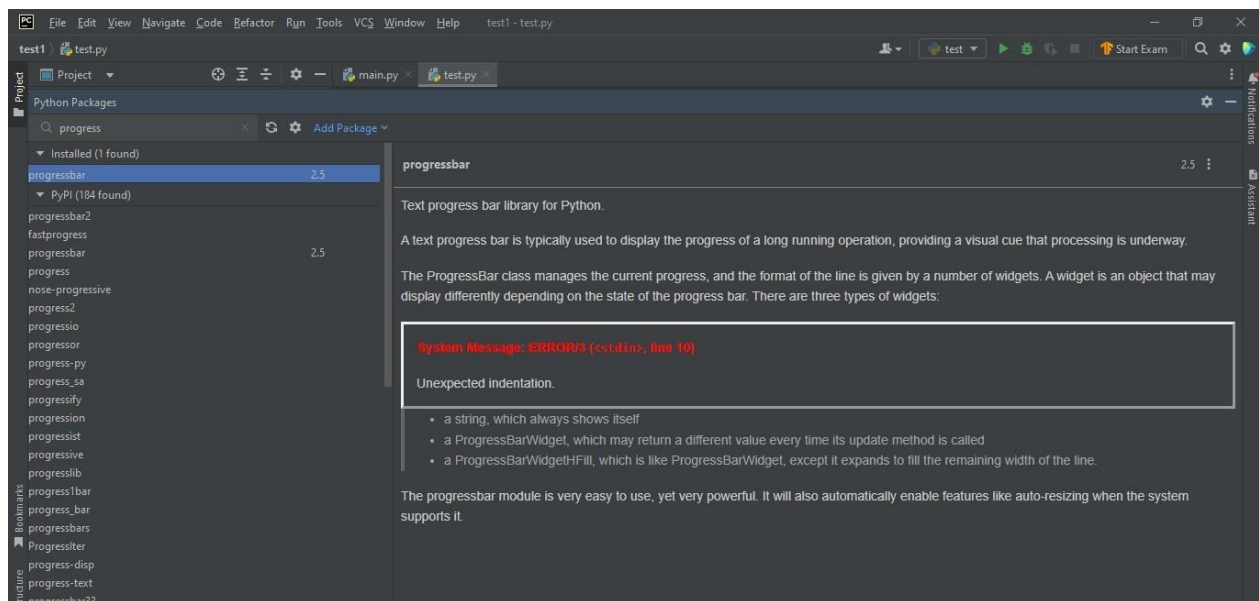 PC File Edit View Navigate Code Refactor Run Tools VCS Window Help test1 - test.py
test1 test.py test Start Exam
Project Project main.py test.py
Python Packages
progress Add Package
Installed (1 found)
progressbar 2.5
PyPI (184 found)
progressbar2
fastprogress
progressbar 2.5
progress
nose-progressive
progress2
progressio
progressor
progress-py
progress_sa
progressify
progression
progressist
progressive
progresslib
progress1bar
progress_bar
progressbars
ProgressIter
progress-disp
progress-text
progressbar33
progressbar 2.5
Text progress bar library for Python.
A text progress bar is typically used to display the progress of a long running operation, providing a visual cue that processing is underway.
The ProgressBar class manages the current progress, and the format of the line is given by a number of widgets. A widget is an object that may
display differently depending on the state of the progress bar. There are three types of widgets:
System Message: ERROR/3 (<stdin>, line 10)
Unexpected indentation.
• a string, which always shows itself
• a ProgressBarWidget, which may return a different value every time its update method is called
• a ProgressBarWidgetHFill, which is like ProgressBarWidget, except it expands to fill the remaining width of the line.
The progressbar module is very easy to use, yet very powerful. It will also automatically enable features like auto-resizing when the system
supports it.
Bookmarks
ructure
Notifications
Assistant